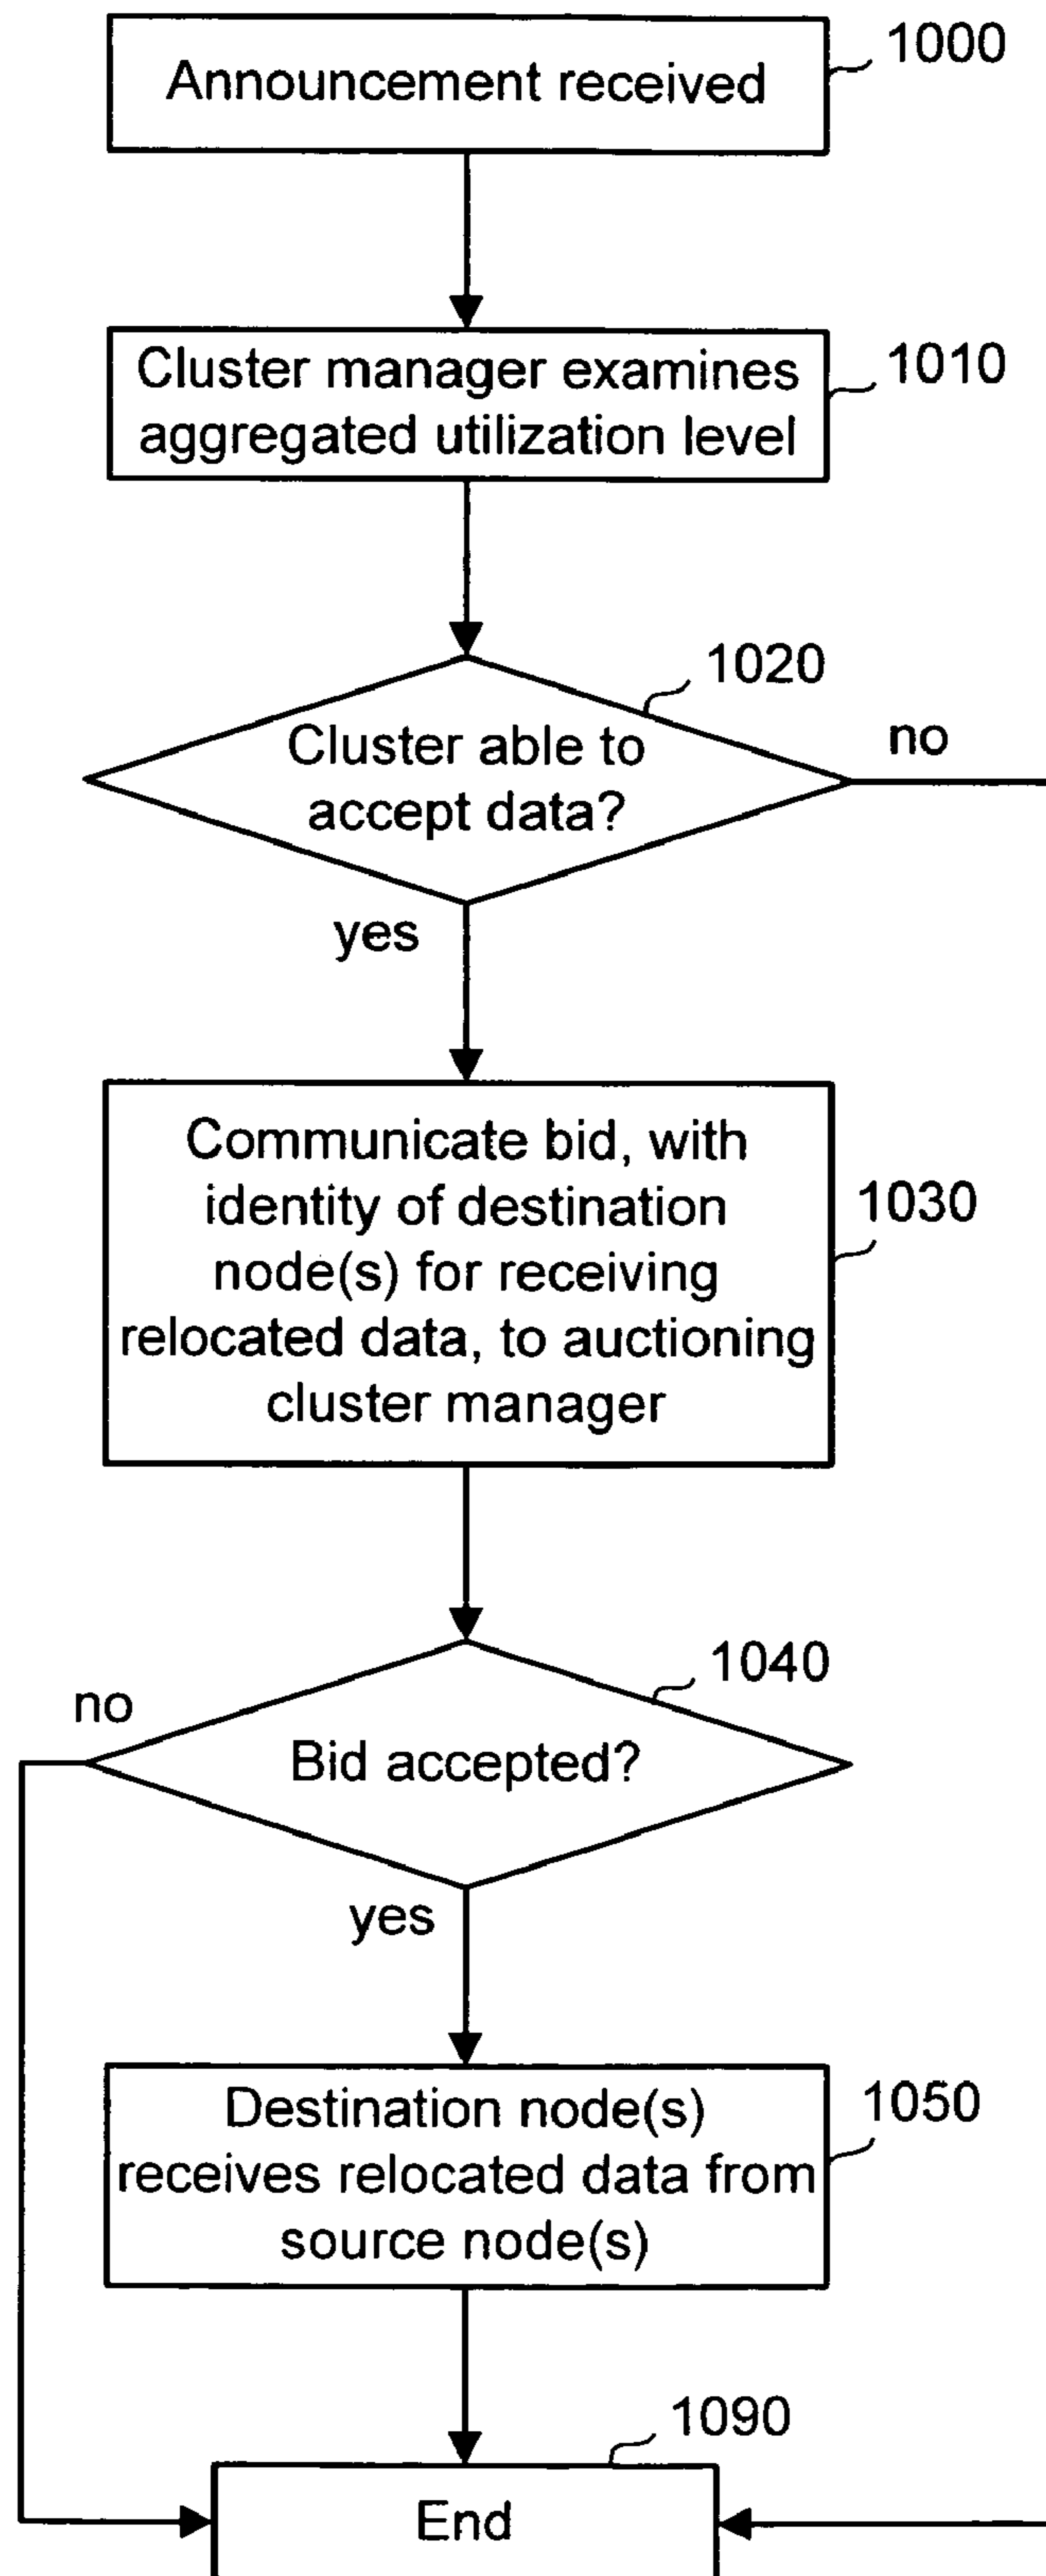 Announcement received
1000
Cluster manager examines
aggregated utilization level
1010
1020
Cluster able to
accept data?
no
yes
Communicate bid, with
identity of destination
node(s) for receiving
relocated data, to auctioning
cluster manager
1030
1040
no
Bid accepted?
yes
Destination node(s)
receives relocated data from
source node(s)
1050
1090
End